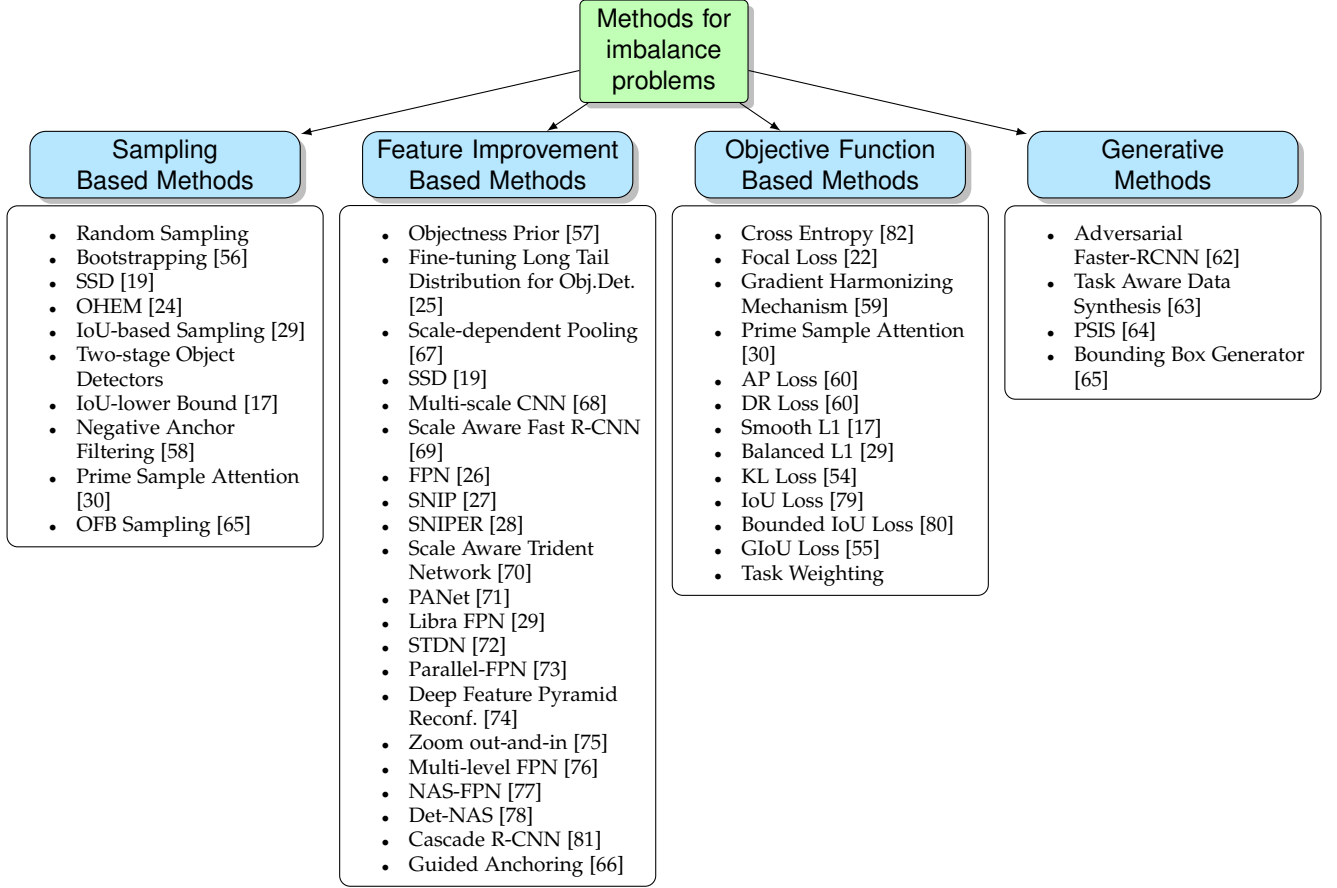 Methods for
imbalance
problems
Sampling
Based Methods
• Random Sampling
• Bootstrapping [56]
• SSD [19]
• OHEM [24]
• IoU-based Sampling [29]
• Two-stage Object
Detectors
• IoU-lower Bound [17]
• Negative Anchor
Filtering [58]
• Prime Sample Attention
[30]
• OFB Sampling [65]
Feature Improvement
Based Methods
• Objectness Prior [57]
• Fine-tuning Long Tail
Distribution for Obj.Det.
[25]
• Scale-dependent Pooling
[67]
• SSD [19]
• Multi-scale CNN [68]
• Scale Aware Fast R-CNN
[69]
• FPN [26]
• SNIP [27]
• SNIPER [28]
• Scale Aware Trident
Network [70]
• PANet [71]
• Libra FPN [29]
• STDN [72]
• Parallel-FPN [73]
• Deep Feature Pyramid
Reconf. [74]
• Zoom out-and-in [75]
• Multi-level FPN [76]
• NAS-FPN [77]
• Det-NAS [78]
• Cascade R-CNN [81]
• Guided Anchoring [66]
Objective Function
Based Methods
• Cross Entropy [82]
• Focal Loss [22]
• Gradient Harmonizing
Mechanism [59]
• Prime Sample Attention
[30]
• AP Loss [60]
• DR Loss [60]
• Smooth L1 [17]
• Balanced L1 [29]
• KL Loss [54]
• IoU Loss [79]
• Bounded IoU Loss [80]
• GIoU Loss [55]
• Task Weighting
Generative
Methods
• Adversarial
Faster-RCNN [62]
• Task Aware Data
Synthesis [63]
• PSIS [64]
• Bounding Box Generator
[65]